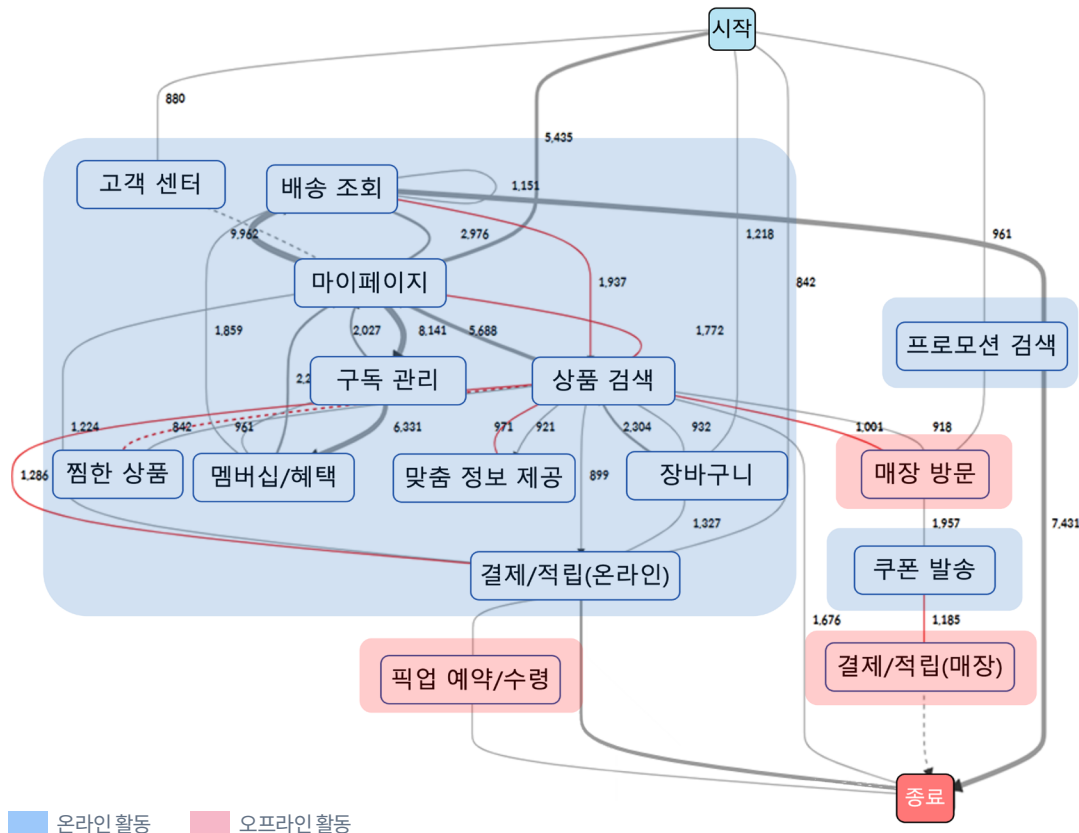 시작
880
5,435
고객 센터
배송 조회
1,151
9,962
2,976
1,218
961
마이페이지
1,937
842
1,859
2,027
8,141
5,688
1,772
프로모션 검색
구독 관리
상품 검색
1,224
842
961
6,331
971
921
2,304
932
1,001
918
1,286
찜한 상품
멤버십/혜택
맞춤 정보 제공
899
장바구니
매장 방문
1,327
1,957
7,431
결제/적립(온라인)
쿠폰 발송
1,676
1,185
픽업 예약/수령
결제/적립(매장)
종료
온라인 활동
오프라인 활동